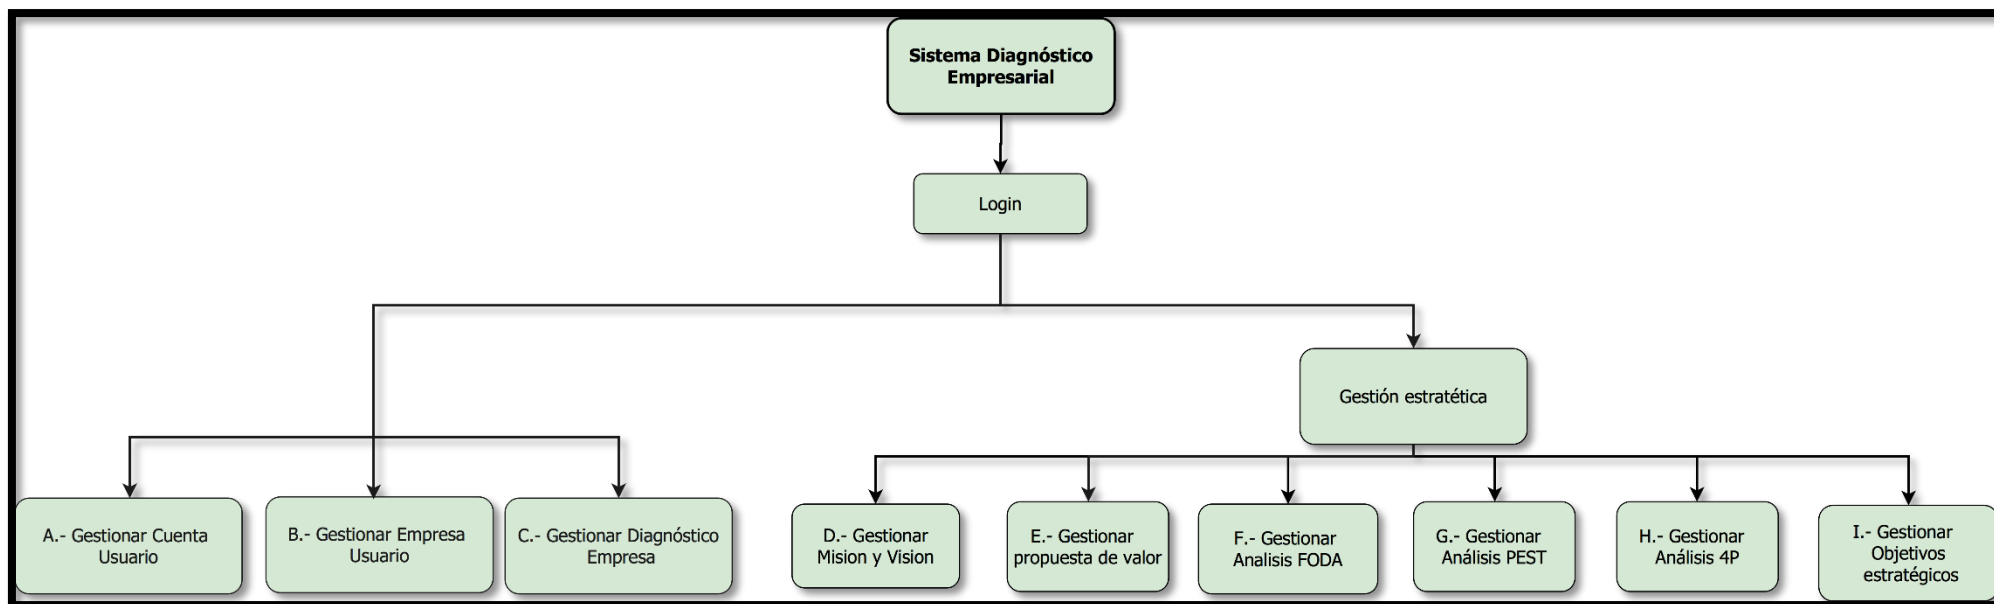 Sistema Diagnóstico
Empresarial
Login
Gestión estratética
A.- Gestionar Cuenta
Usuario
B.- Gestionar Empresa
Usuario
C.- Gestionar Diagnóstico
Empresa
D.- Gestionar
Mision y Vision
E.- Gestionar
propuesta de valor
F.- Gestionar
Analisis FODA
G.- Gestionar
Análisis PEST
H.- Gestionar
Análisis 4P
I.- Gestionar
Objetivos
estratégicos